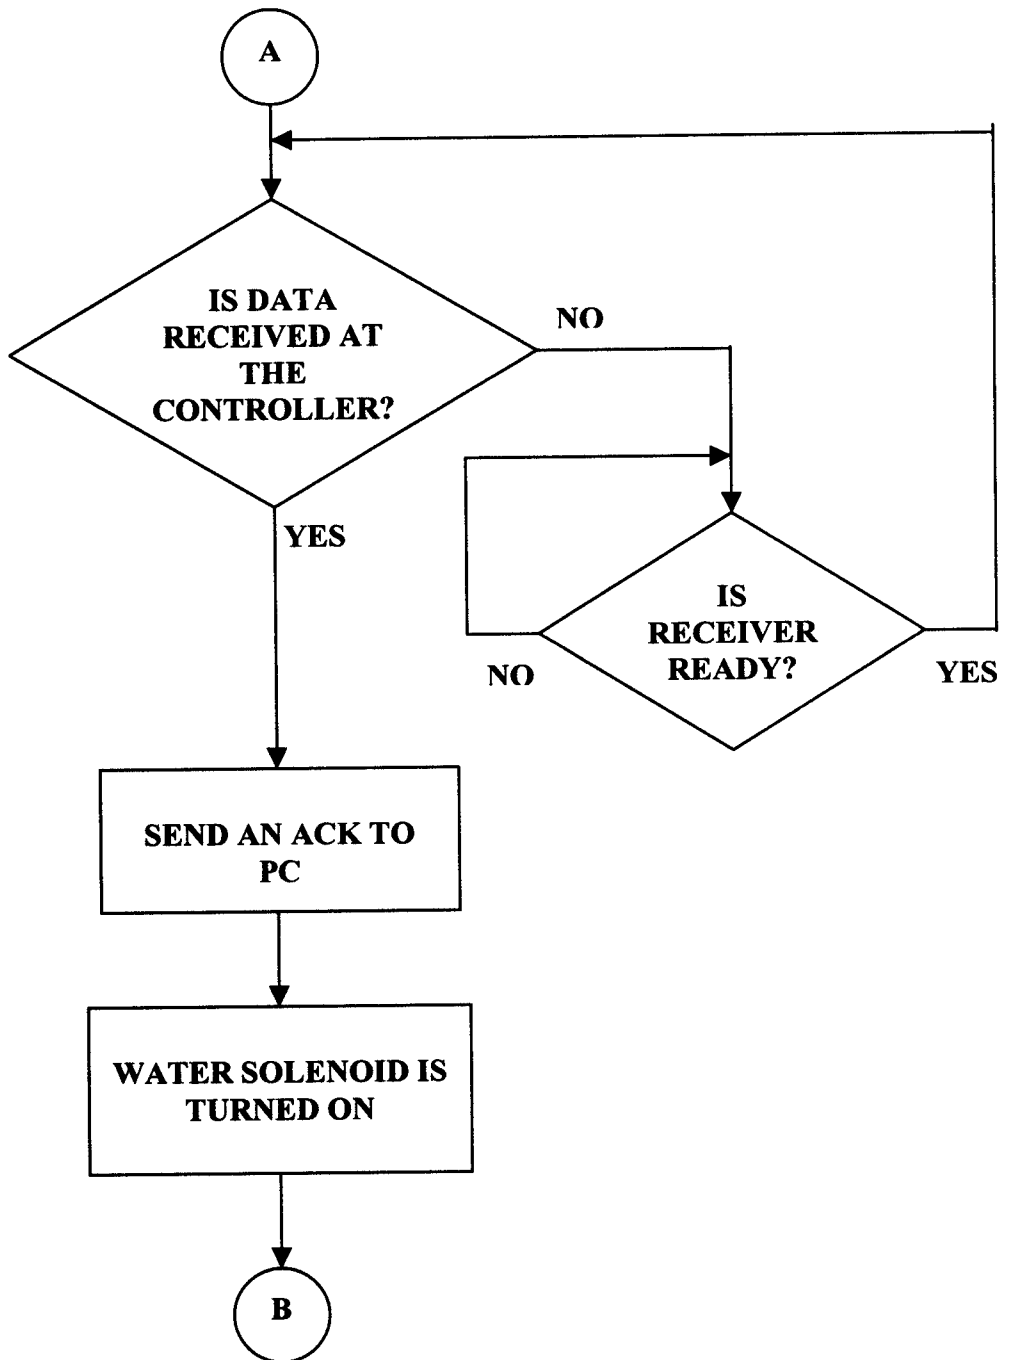 A
IS DATA
RECEIVED AT
THE
CONTROLLER?
NO
YES
IS
RECEIVER
READY?
NO
YES
SEND AN ACK TO
PC
WATER SOLENOID IS
TURNED ON
B